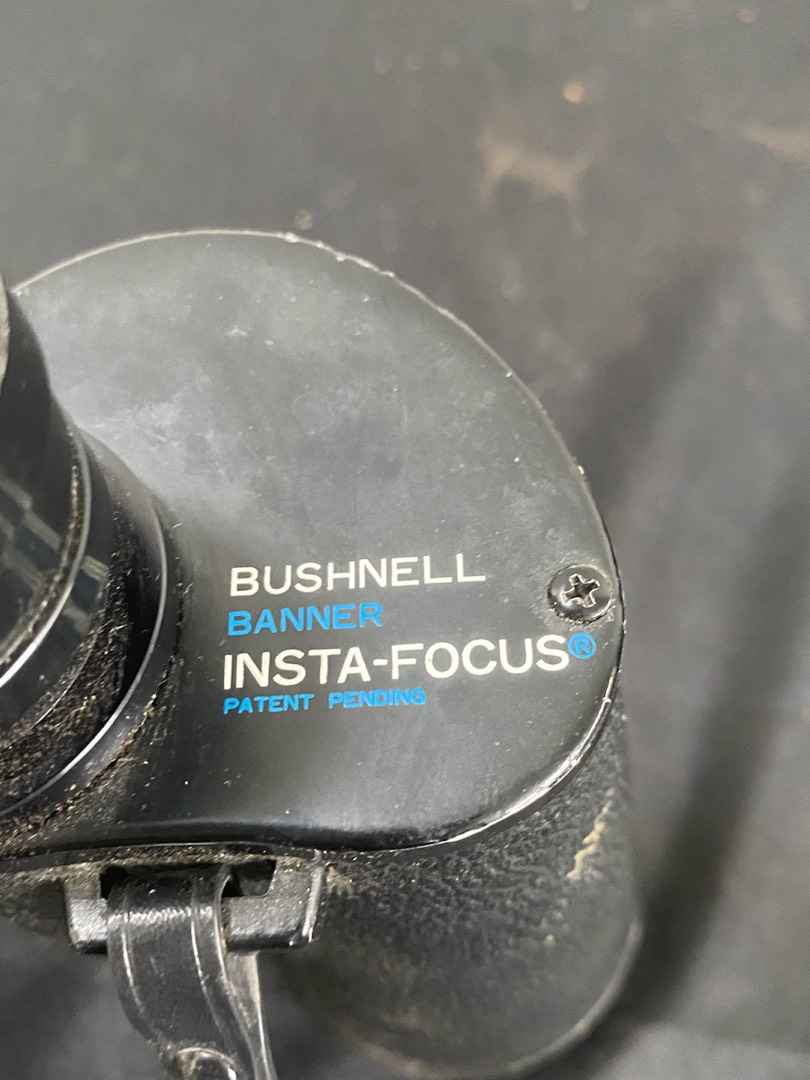 BUSHNELL
BANNER
INSTA-FOCUS®
PATENT PENDING